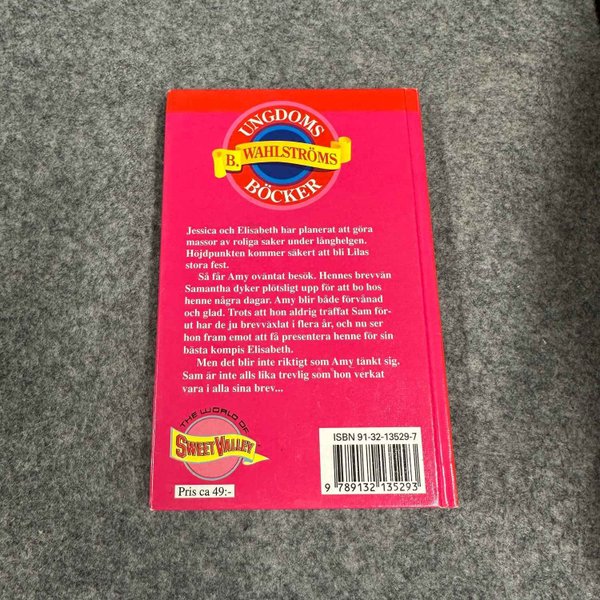 UNGDOMS
B. WAHLSTRÖMS
BÖCKER
Jessica och Elisabeth har planerat att göra
massor av roliga saker under långhelgen.
Höjdpunkten kommer säkert att bli Lilas
stora fest.
Så får Amy oväntat besök. Hennes brevvän
Samantha dyker plötsligt upp för att bo hos
henne några dagar. Amy blir både förvånad
och glad. Trots att hon aldrig träffat Sam för-
ut har de ju brevväxlat i flera år, och nu ser
hon fram emot att få presentera henne för sin
bästa kompis Elisabeth.
Men det blir inte riktigt som Amy tänkt sig.
Sam är inte alls lika trevlig som hon verkat
vara i alla sina brev...
THE WORLD OF
SWEET VALLEY
Pris ca 49:-
ISBN 91-32-13529-7
9 789132 135293